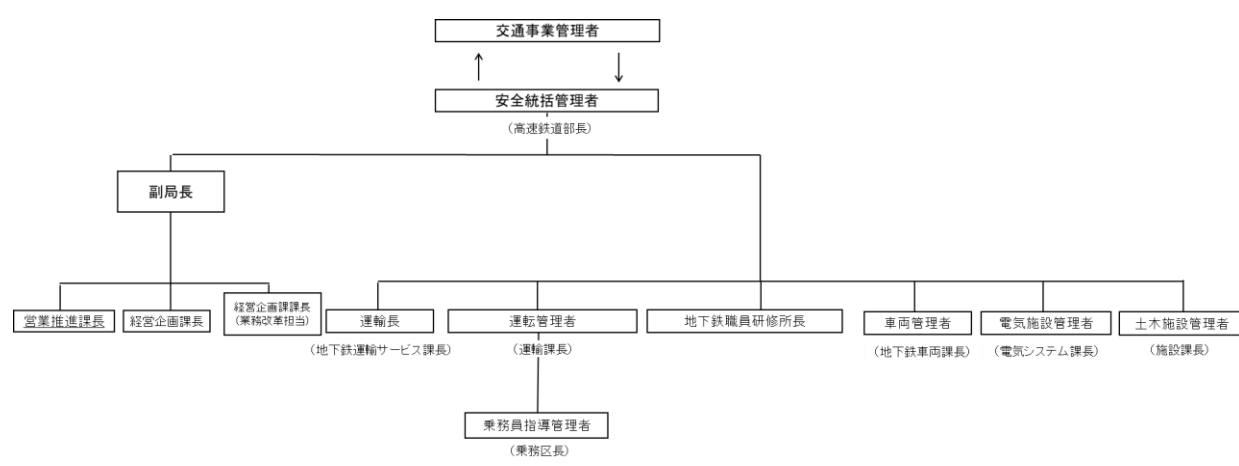 交通事業管理者
↑ ↓
安全統括管理者
（高速鉄道部長）
副局長
営業推進課長
経営企画課長
経営企画課課長
（業務改革担当）
運輸長
（地下鉄運輸サービス課長）
運転管理者
（運輸課長）
地下鉄職員研修所長
車両管理者
（地下鉄車両課長）
電気施設管理者
（電気システム課長）
土木施設管理者
（施設課長）
乗務員指導管理者
（乗務区長）